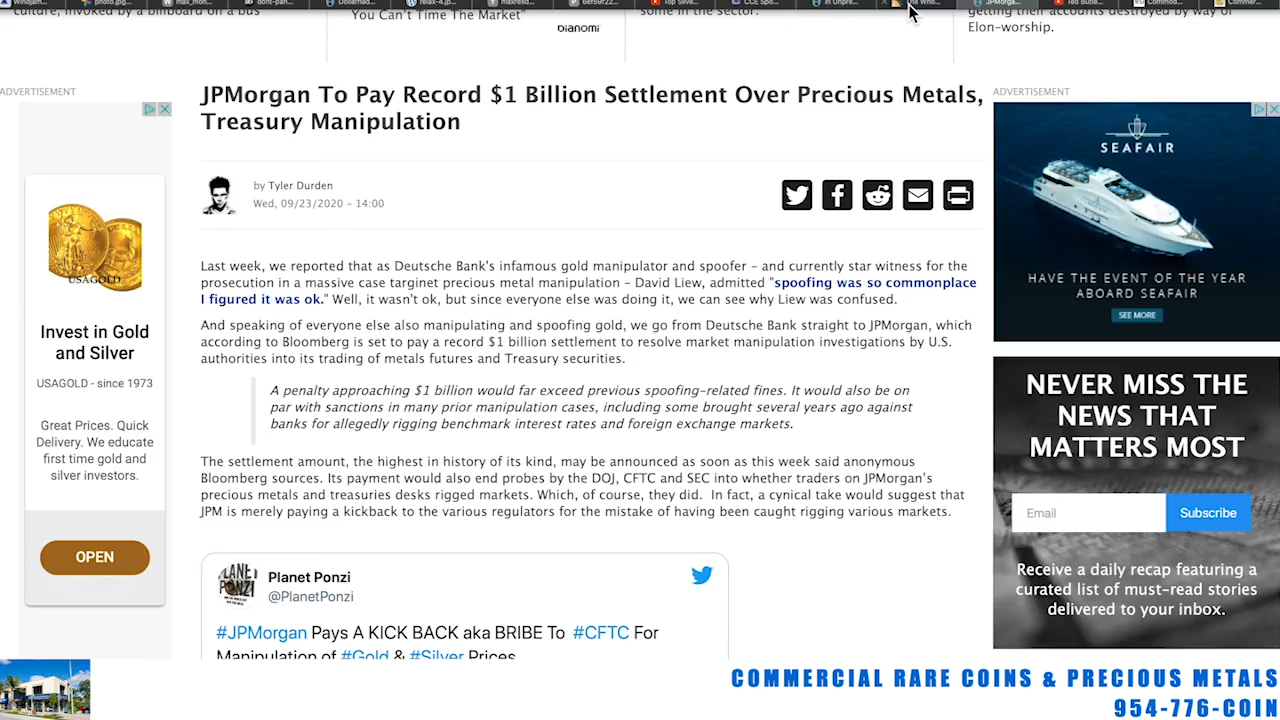 culture, invoked by a billboard on a bus
You Can't Time The Market"
some in the sector.
getting their accounts destroyed by way of
Elon-worship.
ADVERTISEMENT
Invest in Gold
and Silver
USAGOLD - since 1973
Great Prices. Quick
Delivery. We educate
first time gold and
silver investors.
OPEN
JPMorgan To Pay Record $1 Billion Settlement Over Precious Metals,
Treasury Manipulation
by Tyler Durden
Wed, 09/23/2020 - 14:00
Last week, we reported that as Deutsche Bank's infamous gold manipulator and spoofer - and currently star witness for the
prosecution in a massive case targinet precious metal manipulation - David Liew, admitted "spoofing was so commonplace
I figured it was ok." Well, it wasn't ok, but since everyone else was doing it, we can see why Liew was confused.
And speaking of everyone else also manipulating and spoofing gold, we go from Deutsche Bank straight to JPMorgan, which
according to Bloomberg is set to pay a record $1 billion settlement to resolve market manipulation investigations by U.S.
authorities into its trading of metals futures and Treasury securities.
A penalty approaching $1 billion would far exceed previous spoofing-related fines. It would also be on
par with sanctions in many prior manipulation cases, including some brought several years ago against
banks for allegedly rigging benchmark interest rates and foreign exchange markets.
The settlement amount, the highest in history of its kind, may be announced as soon as this week said anonymous
Bloomberg sources. Its payment would also end probes by the DOJ, CFTC and SEC into whether traders on JPMorgan's
precious metals and treasuries desks rigged markets. Which, of course, they did. In fact, a cynical take would suggest that
JPM is merely paying a kickback to the various regulators for the mistake of having been caught rigging various markets.
PLANET
PONZI
Planet Ponzi
@PlanetPonzi
#JPMorgan Pays A KICK BACK aka BRIBE To #CFTC For
Manipulation of #Gold & #Silver Prices
ADVERTISEMENT
SEAFAIR
HAVE THE EVENT OF THE YEAR
ABOARD SEAFAIR
SEE MORE
NEVER MISS THE
NEWS THAT
MATTERS MOST
Email
Subscribe
Receive a daily recap featuring a
curated list of must-read stories
delivered to your inbox.
COMMERCIAL RARE COINS & PRECIOUS METALS
954-776-COIN